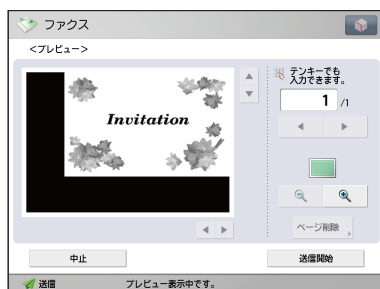 ファクス
<プレビュー>
テンキーでも
入力できます。
1 /1
Invitation
ページ削除
中止
送信開始
送信
プレビュー表示中です。